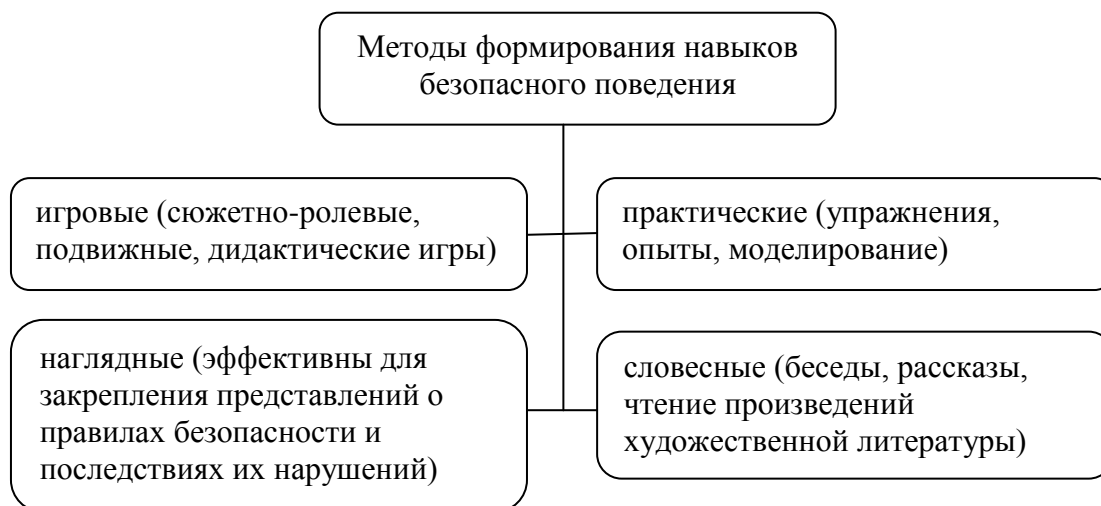 Методы формирования навыков
безопасного поведения
игровые (сюжетно-ролевые,
подвижные, дидактические игры)
практические (упражнения,
опыты, моделирование)
наглядные (эффективны для
закрепления представлений о
правилах безопасности и
последствиях их нарушений)
словесные (беседы, рассказы,
чтение произведений
художественной литературы)